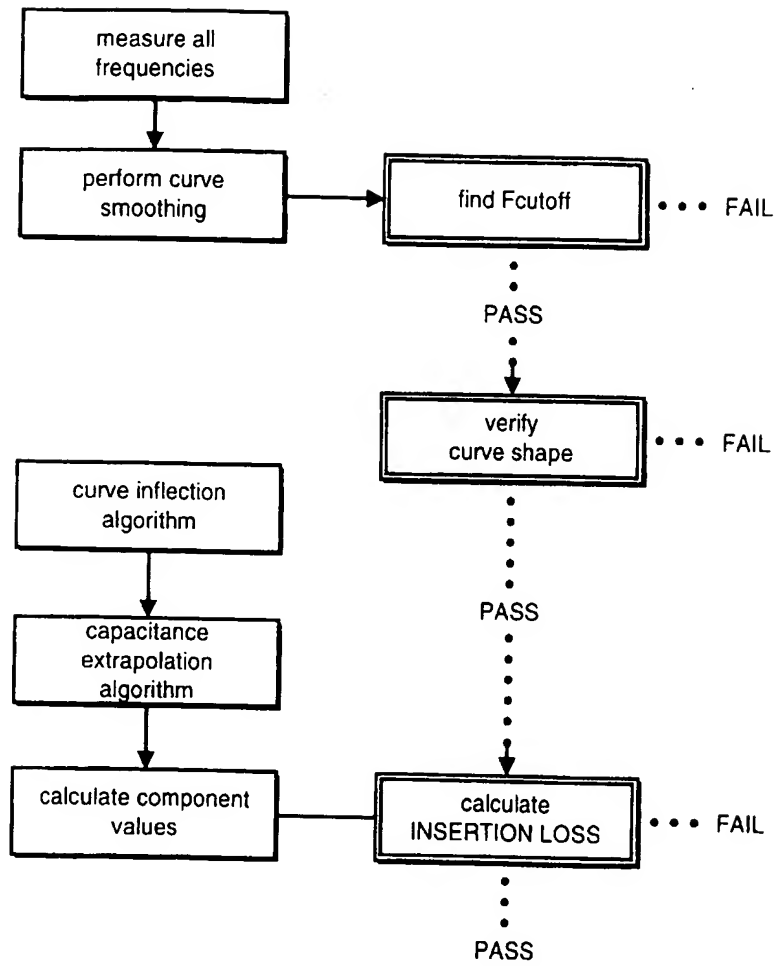 measure all
frequencies
perform curve
smoothing
find Fcutoff
FAIL
PASS
verify
curve shape
FAIL
curve inflection
algorithm
PASS
capacitance
extrapolation
algorithm
calculate component
values
calculate
INSERTION LOSS
FAIL
PASS